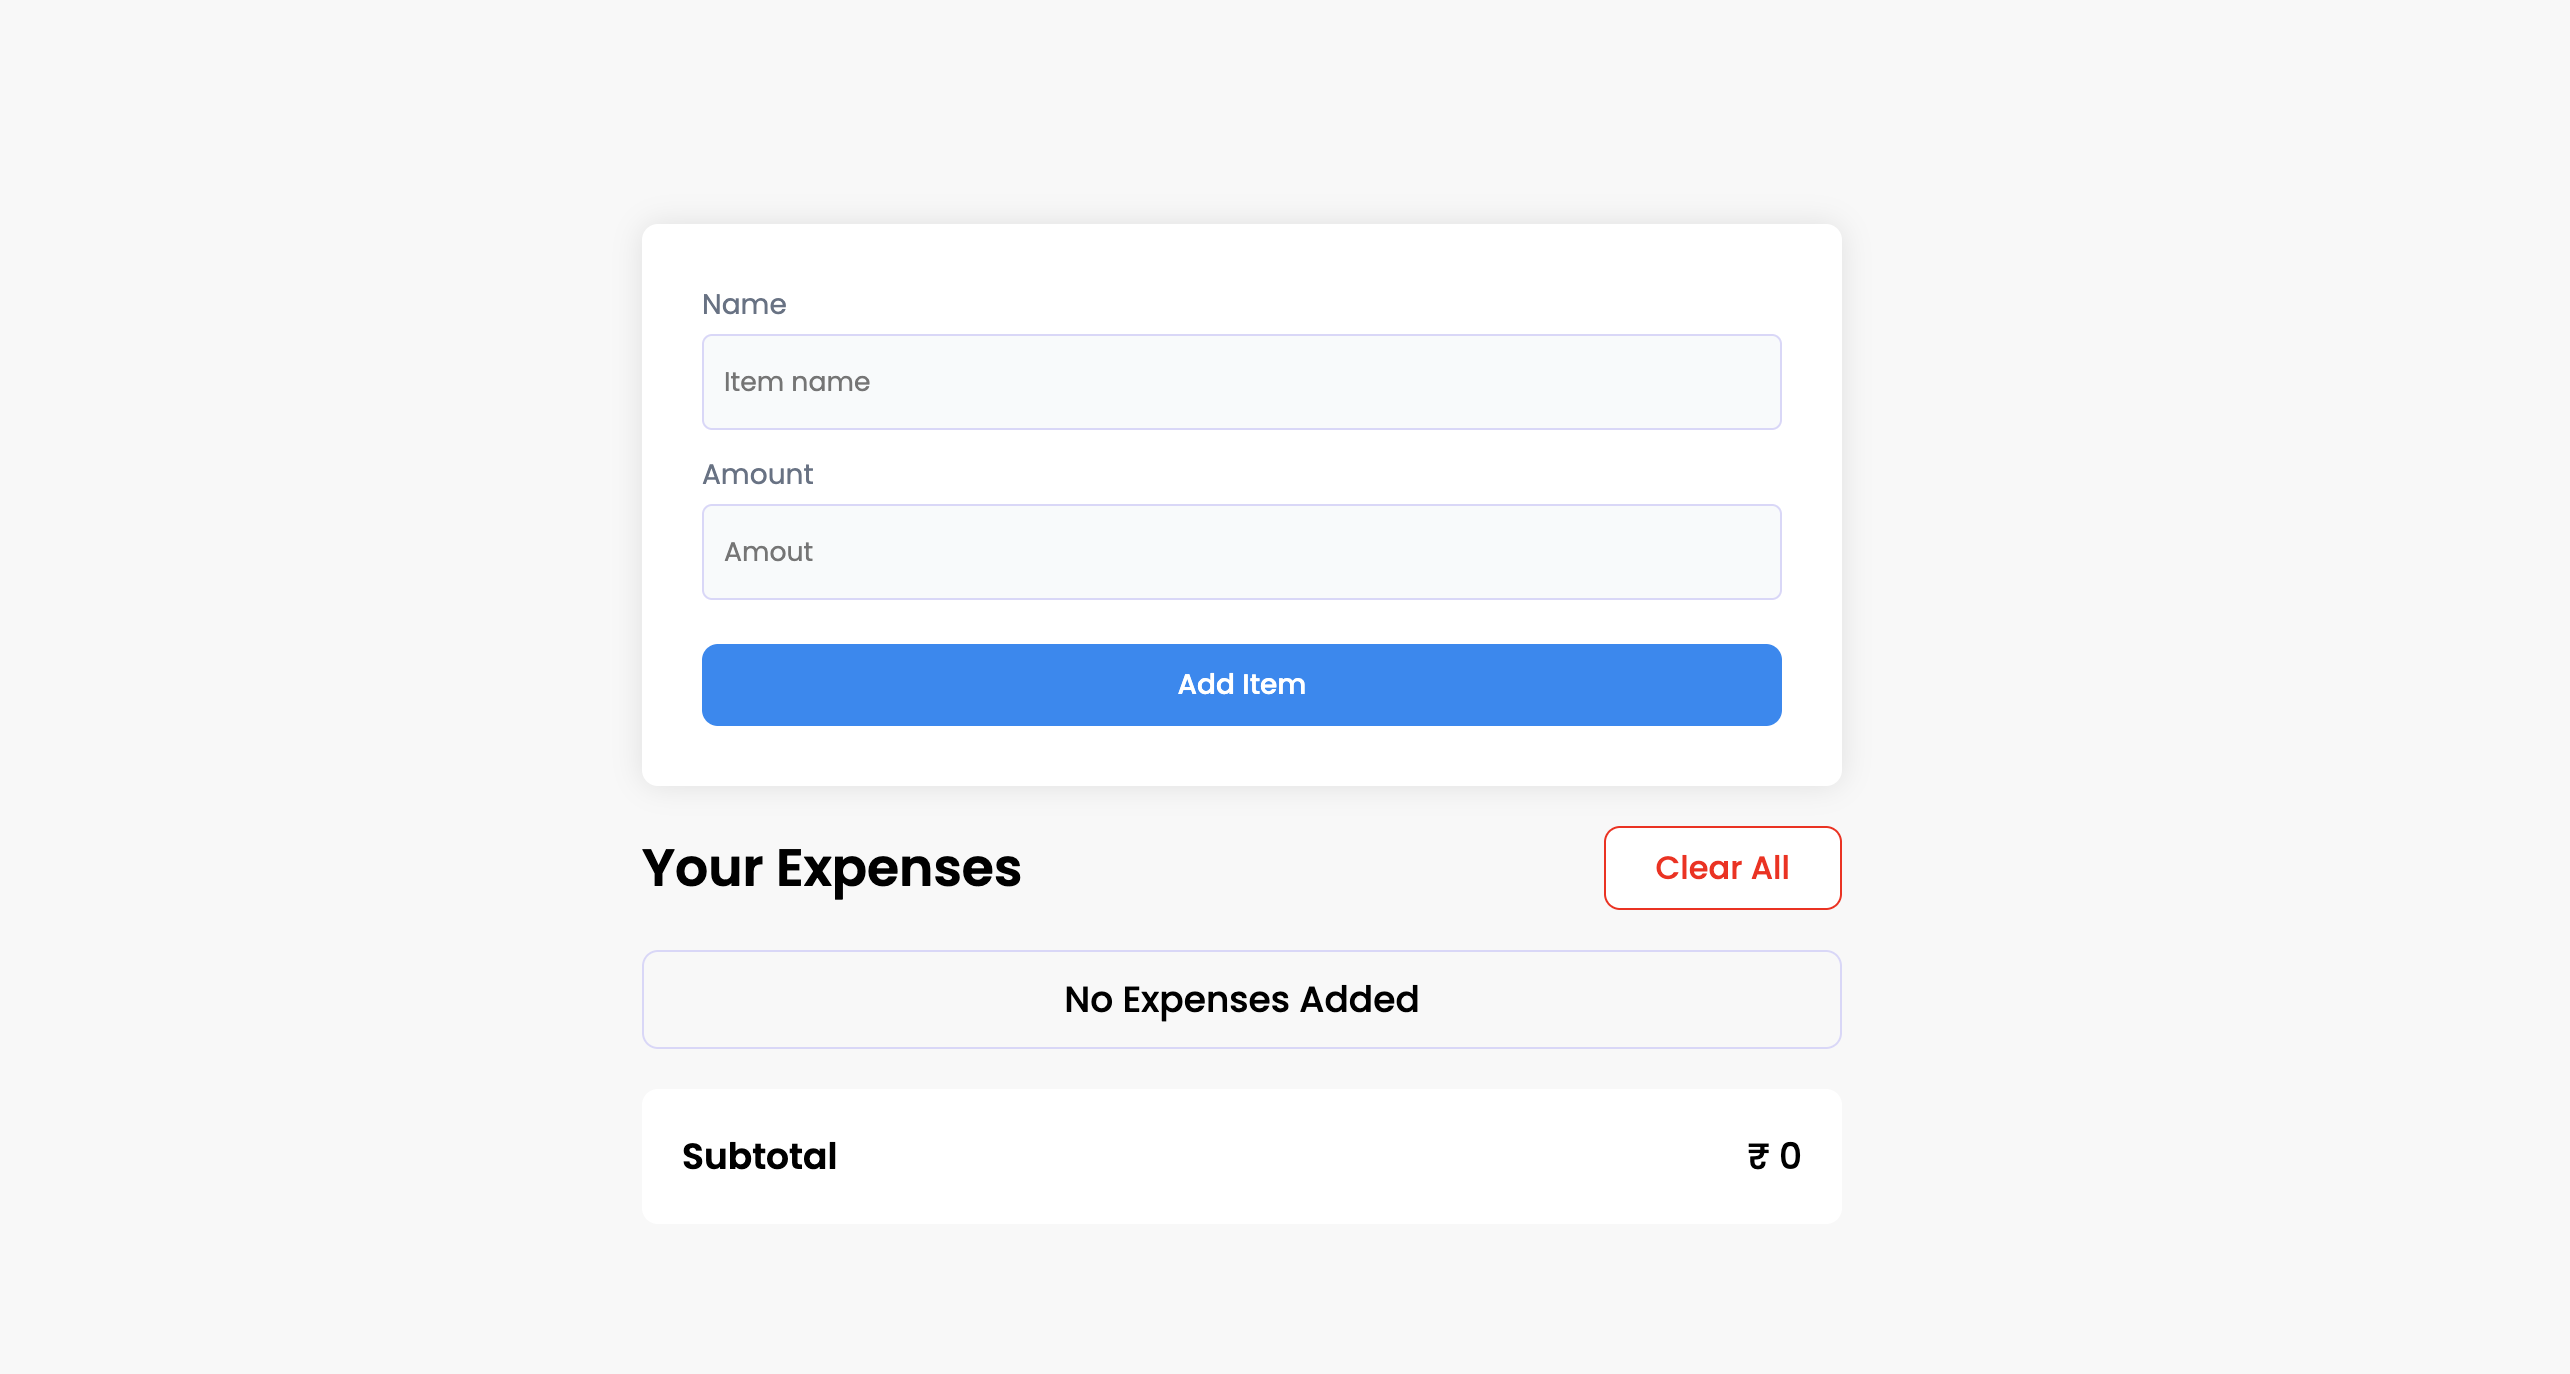 Name
Item name
Amount
Amout
Add Item
Your Expenses
Clear All
No Expenses Added
Subtotal
₹ 0